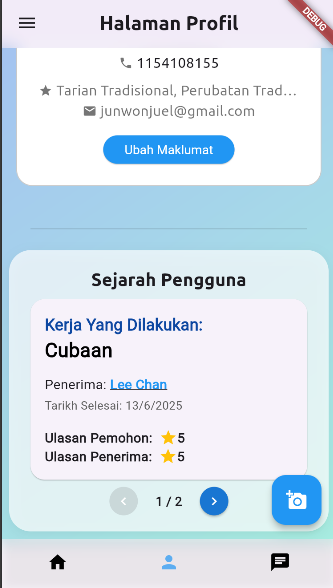 Halaman Profil
DEBUG
1154108155
Tarian Tradisional, Perubatan Trad...
junwonjuel@gmail.com
Ubah Maklumat
Sejarah Pengguna
Kerja Yang Dilakukan:
Cubaan
Penerima: Lee Chan
Tarikh Selesai: 13/6/2025
Ulasan Pemohon: 5
Ulasan Penerima: 5
1 / 2